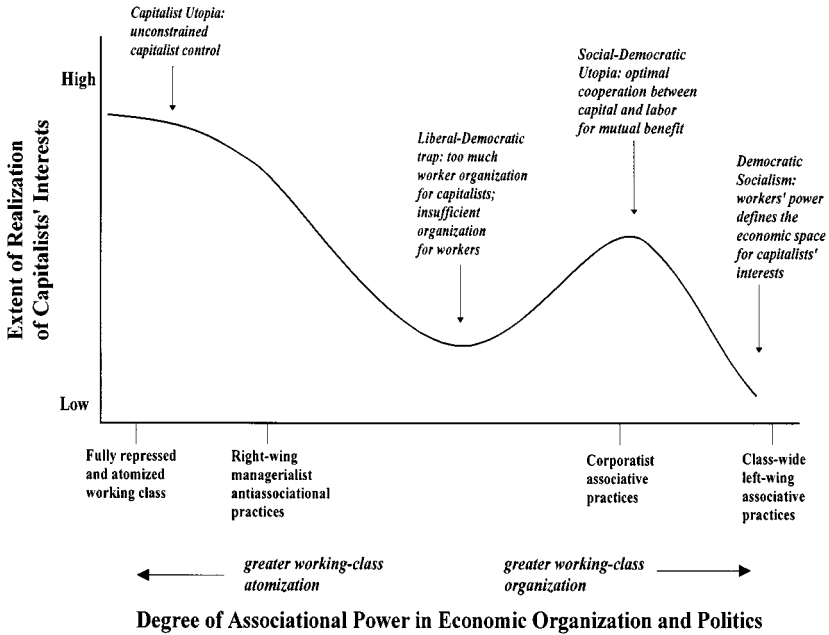 Capitalist Utopia:
unconstrained
capitalist control
High
Social-Democratic
Utopia: optimal
cooperation between
capital and labor
for mutual benefit
Liberal-Democratic
trap: too much
worker organization
for capitalists;
insufficient
organization
for workers
Democratic
Socialism:
workers' power
defines the
economic space
for capitalists'
interests
Extent of Realization
of Capitalists' Interests
Low
Fully repressed
and atomized
working class
Right-wing
managerialist
antiassociational
practices
Corporatist
associative
practices
Class-wide
left-wing
associative
practices
greater working-class
atomization
greater working-class
organization
Degree of Associational Power in Economic Organization and Politics